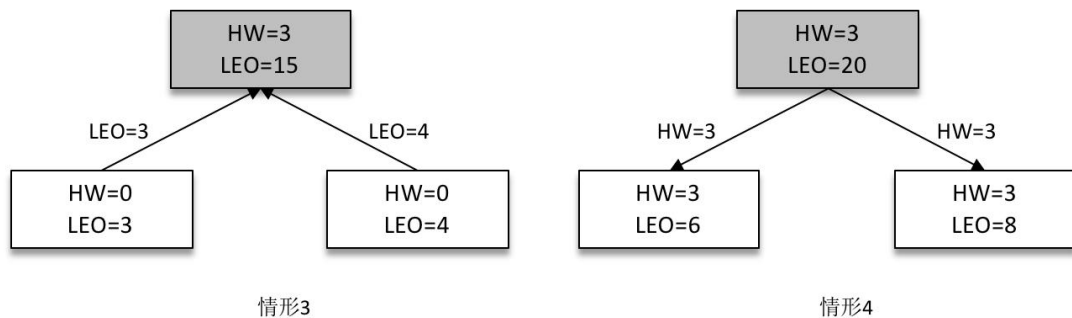 HW=3
LEO=15
LEO=3
LEO=4
HW=0
LEO=3
HW=0
LEO=4
情形3
HW=3
LEO=20
HW=3
HW=3
HW=3
LEO=6
HW=3
LEO=8
情形4